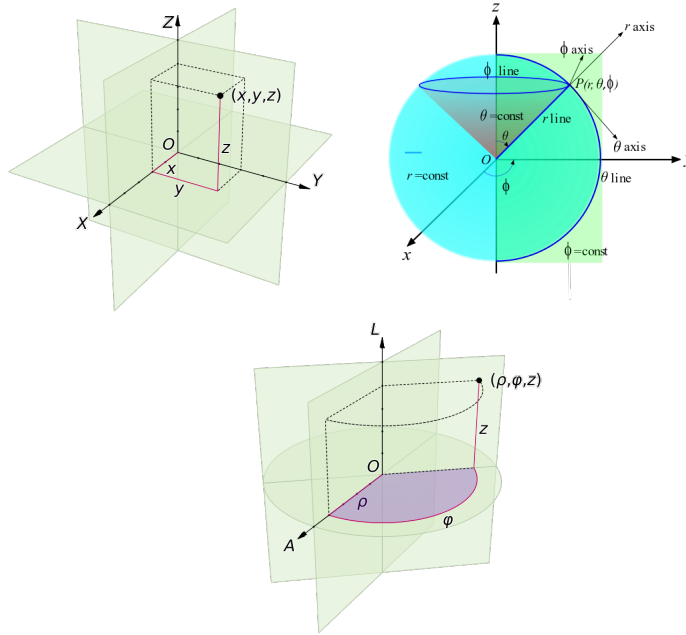 Z
(x,y,z)
O
z
x
y
X
Y
z
r axis
ϕ axis
ϕ line
P(r, θ,ϕ)
θ=const
r line
θ
θ axis
O
r=const
ϕ
θ line
x
ϕ=const
L
(ρ,φ,z)
z
O
ρ
φ
A